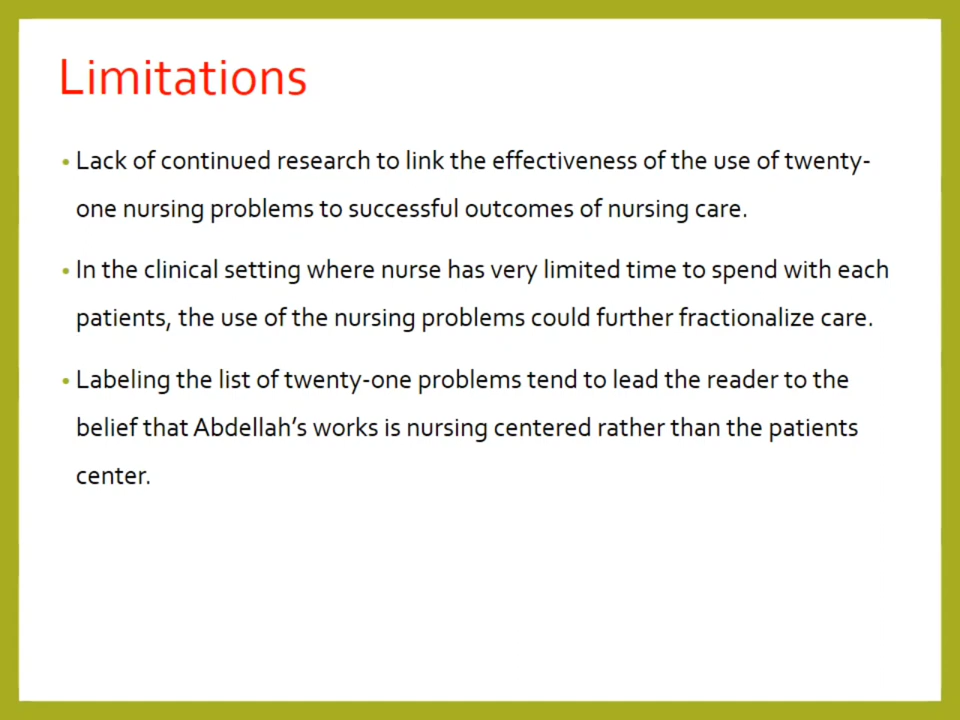 Limitations
• Lack of continued research to link the effectiveness of the use of twenty-
one nursing problems to successful outcomes of nursing care.
• In the clinical setting where nurse has very limited time to spend with each
patients, the use of the nursing problems could further fractionalize care.
• Labeling the list of twenty-one problems tend to lead the reader to the
belief that Abdellah’s works is nursing centered rather than the patients
center.